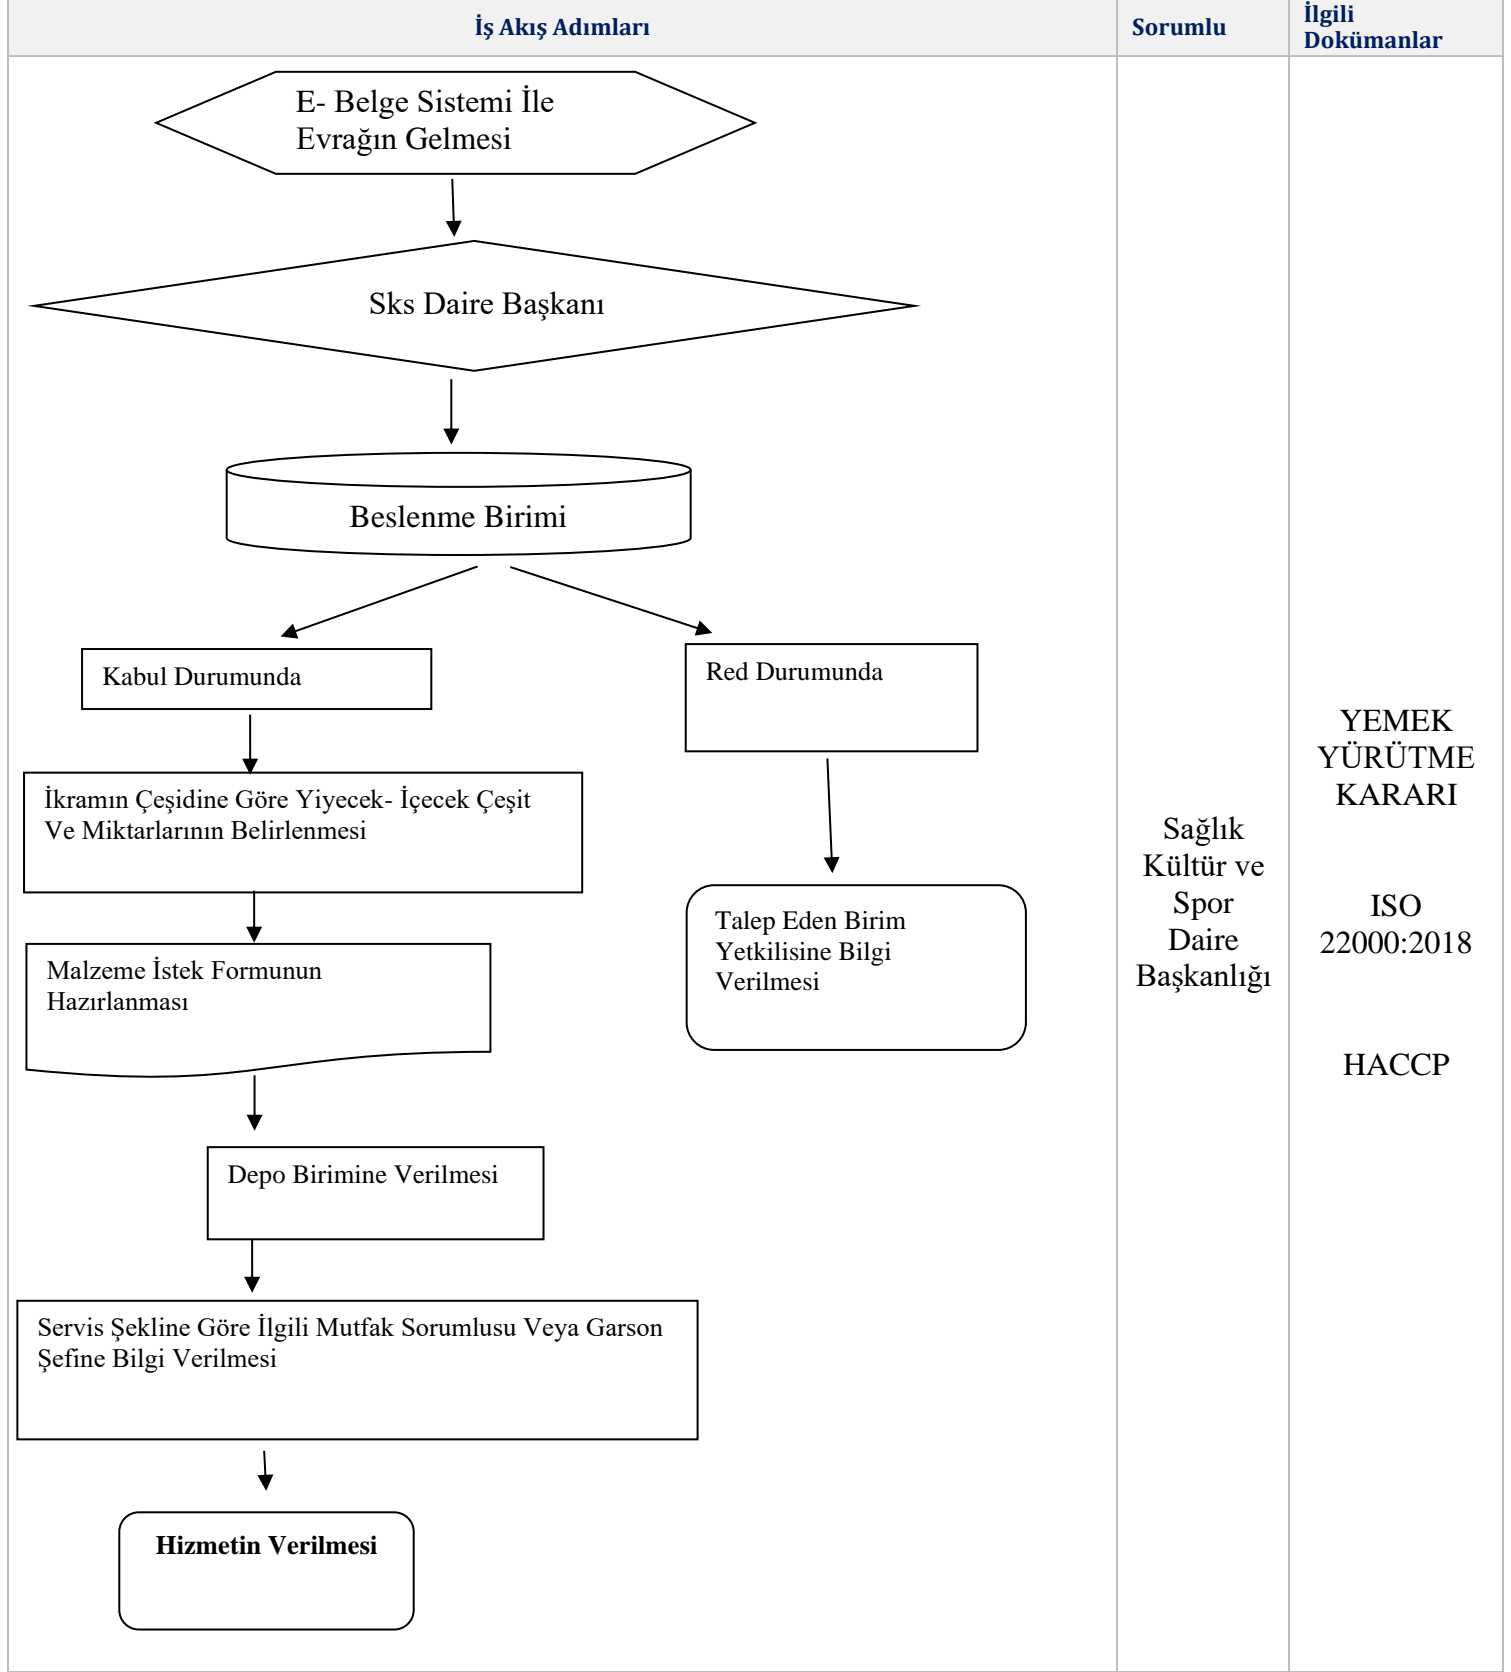 İş Akış Adımları
Sorumlu
İlgili
Dokümanlar
E- Belge Sistemi İle
Evrağın Gelmesi
Sks Daire Başkanı
Beslenme Birimi
Kabul Durumunda
Red Durumunda
İkramın Çeşidine Göre Yiyecek- İçecek Çeşit
Ve Miktarlarının Belirlenmesi
Malzeme İstek Formunun
Hazırlanması
Talep Eden Birim
Yetkilisine Bilgi
Verilmesi
Depo Birimine Verilmesi
Servis Şekline Göre İlgili Mutfak Sorumlusu Veya Garson
Şefine Bilgi Verilmesi
Hizmetin Verilmesi
Sağlık
Kültür ve
Spor
Daire
Başkanlığı
YEMEK
YÜRÜTME
KARARI
ISO
22000:2018
HACCP